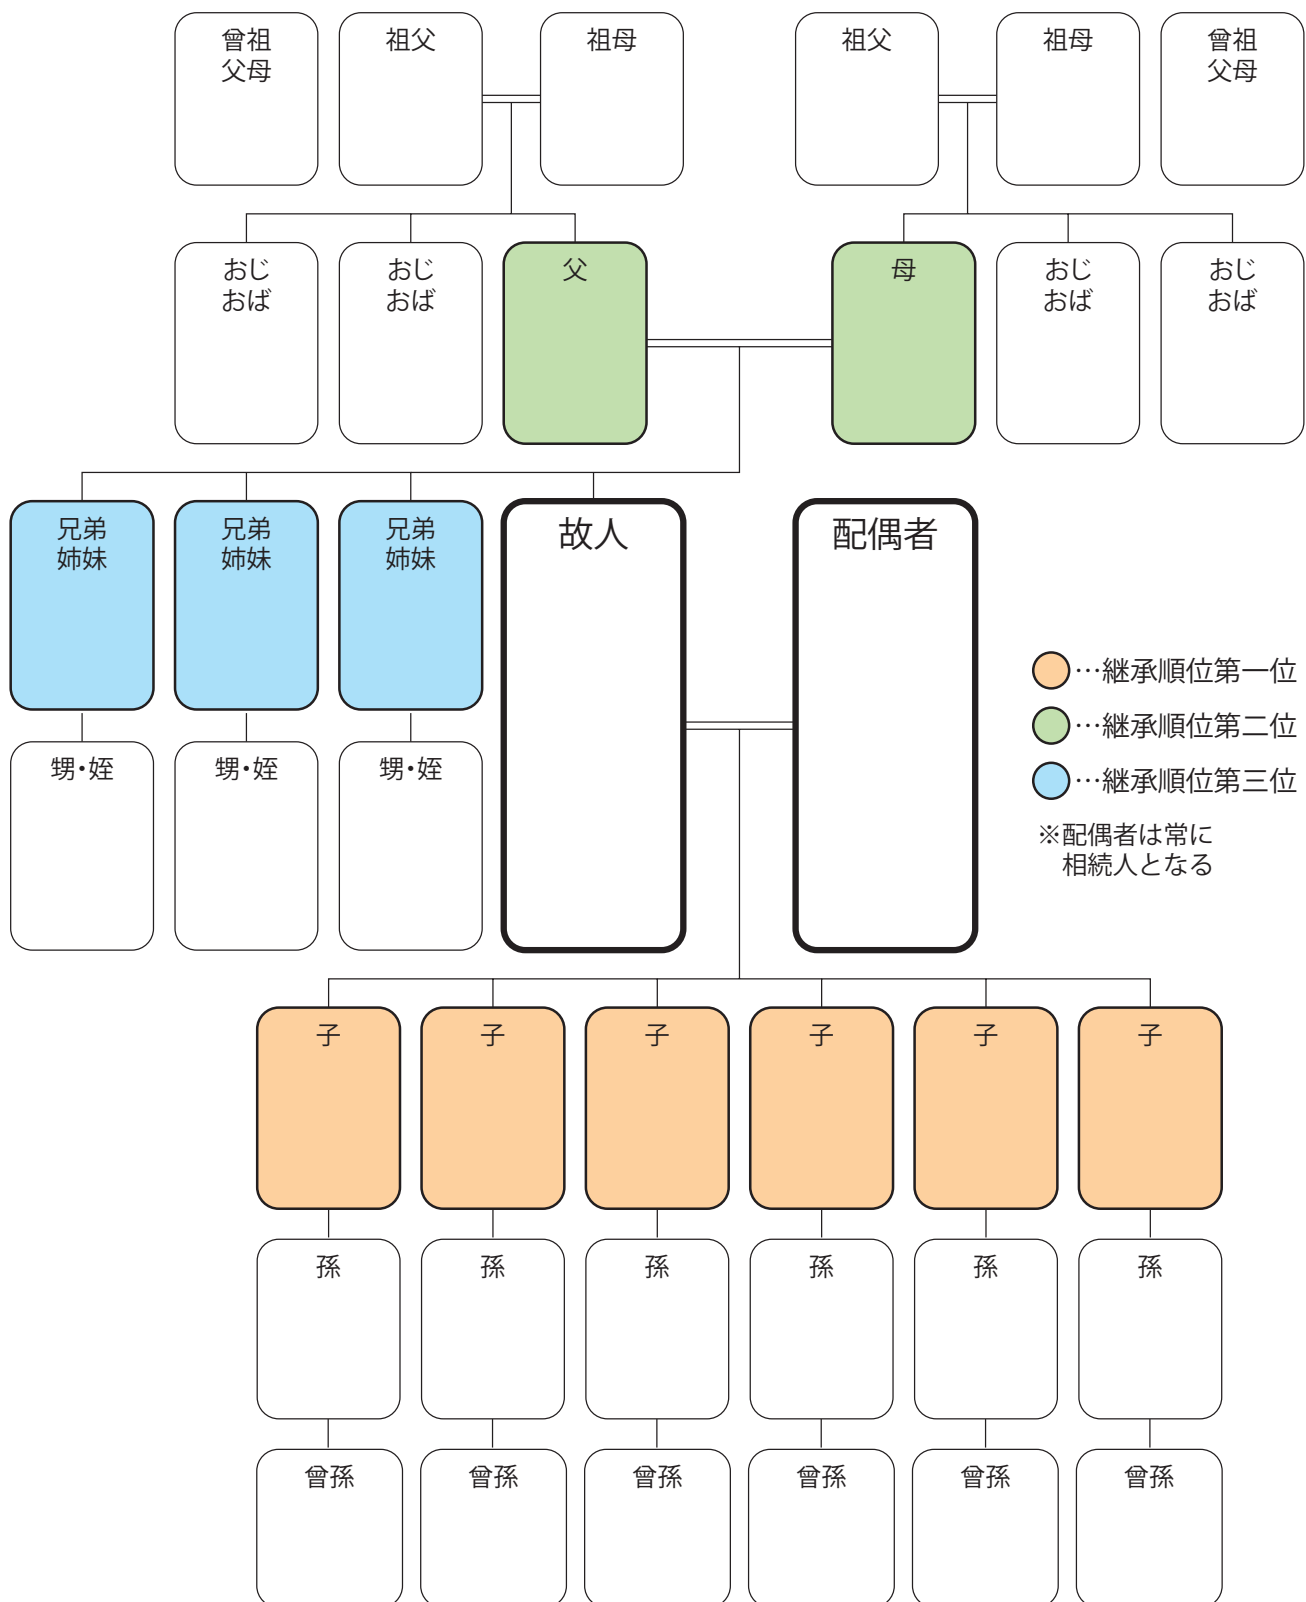 曾祖
父母
祖父
祖母
祖父
祖母
曾祖
父母
おじ
おば
おじ
おば
父
母
おじ
おば
おじ
おば
兄弟
姉妹
兄弟
姉妹
兄弟
姉妹
故人
配偶者
…継承順位第一位
…継承順位第二位
…継承順位第三位
※配偶者は常に
相続人となる
甥・姪
甥・姪
甥・姪
子
子
子
子
子
子
孫
孫
孫
孫
孫
孫
曾孫
曾孫
曾孫
曾孫
曾孫
曾孫